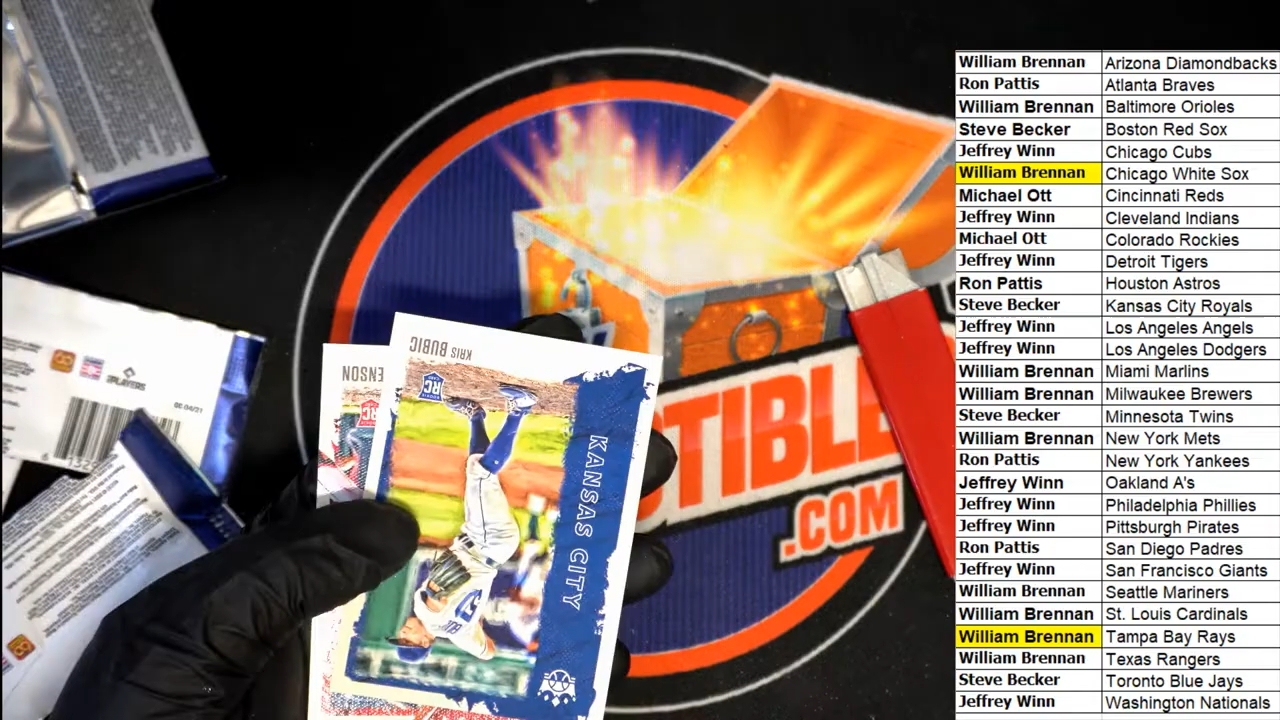 William Brennan Arizona Diamondbacks
Ron Pattis Atlanta Braves
William Brennan Baltimore Orioles
Steve Becker Boston Red Sox
Jeffrey Winn Chicago Cubs
William Brennan Chicago White Sox
Michael Ott Cincinnati Reds
Jeffrey Winn Cleveland Indians
Michael Ott Colorado Rockies
Jeffrey Winn Detroit Tigers
Ron Pattis Houston Astros
Steve Becker Kansas City Royals
Jeffrey Winn Los Angeles Angels
Jeffrey Winn Los Angeles Dodgers
William Brennan Miami Marlins
William Brennan Milwaukee Brewers
Steve Becker Minnesota Twins
William Brennan New York Mets
Ron Pattis New York Yankees
Jeffrey Winn Oakland A's
Jeffrey Winn Philadelphia Phillies
Jeffrey Winn Pittsburgh Pirates
Ron Pattis San Diego Padres
Jeffrey Winn San Francisco Giants
William Brennan Seattle Mariners
William Brennan St. Louis Cardinals
William Brennan Tampa Bay Rays
William Brennan Texas Rangers
Steve Becker Toronto Blue Jays
Jeffrey Winn Washington Nationals
KRIS BUBIC
RC
KANSAS CITY
ENSON
RC
TIBLE
.COM
PLAYERS